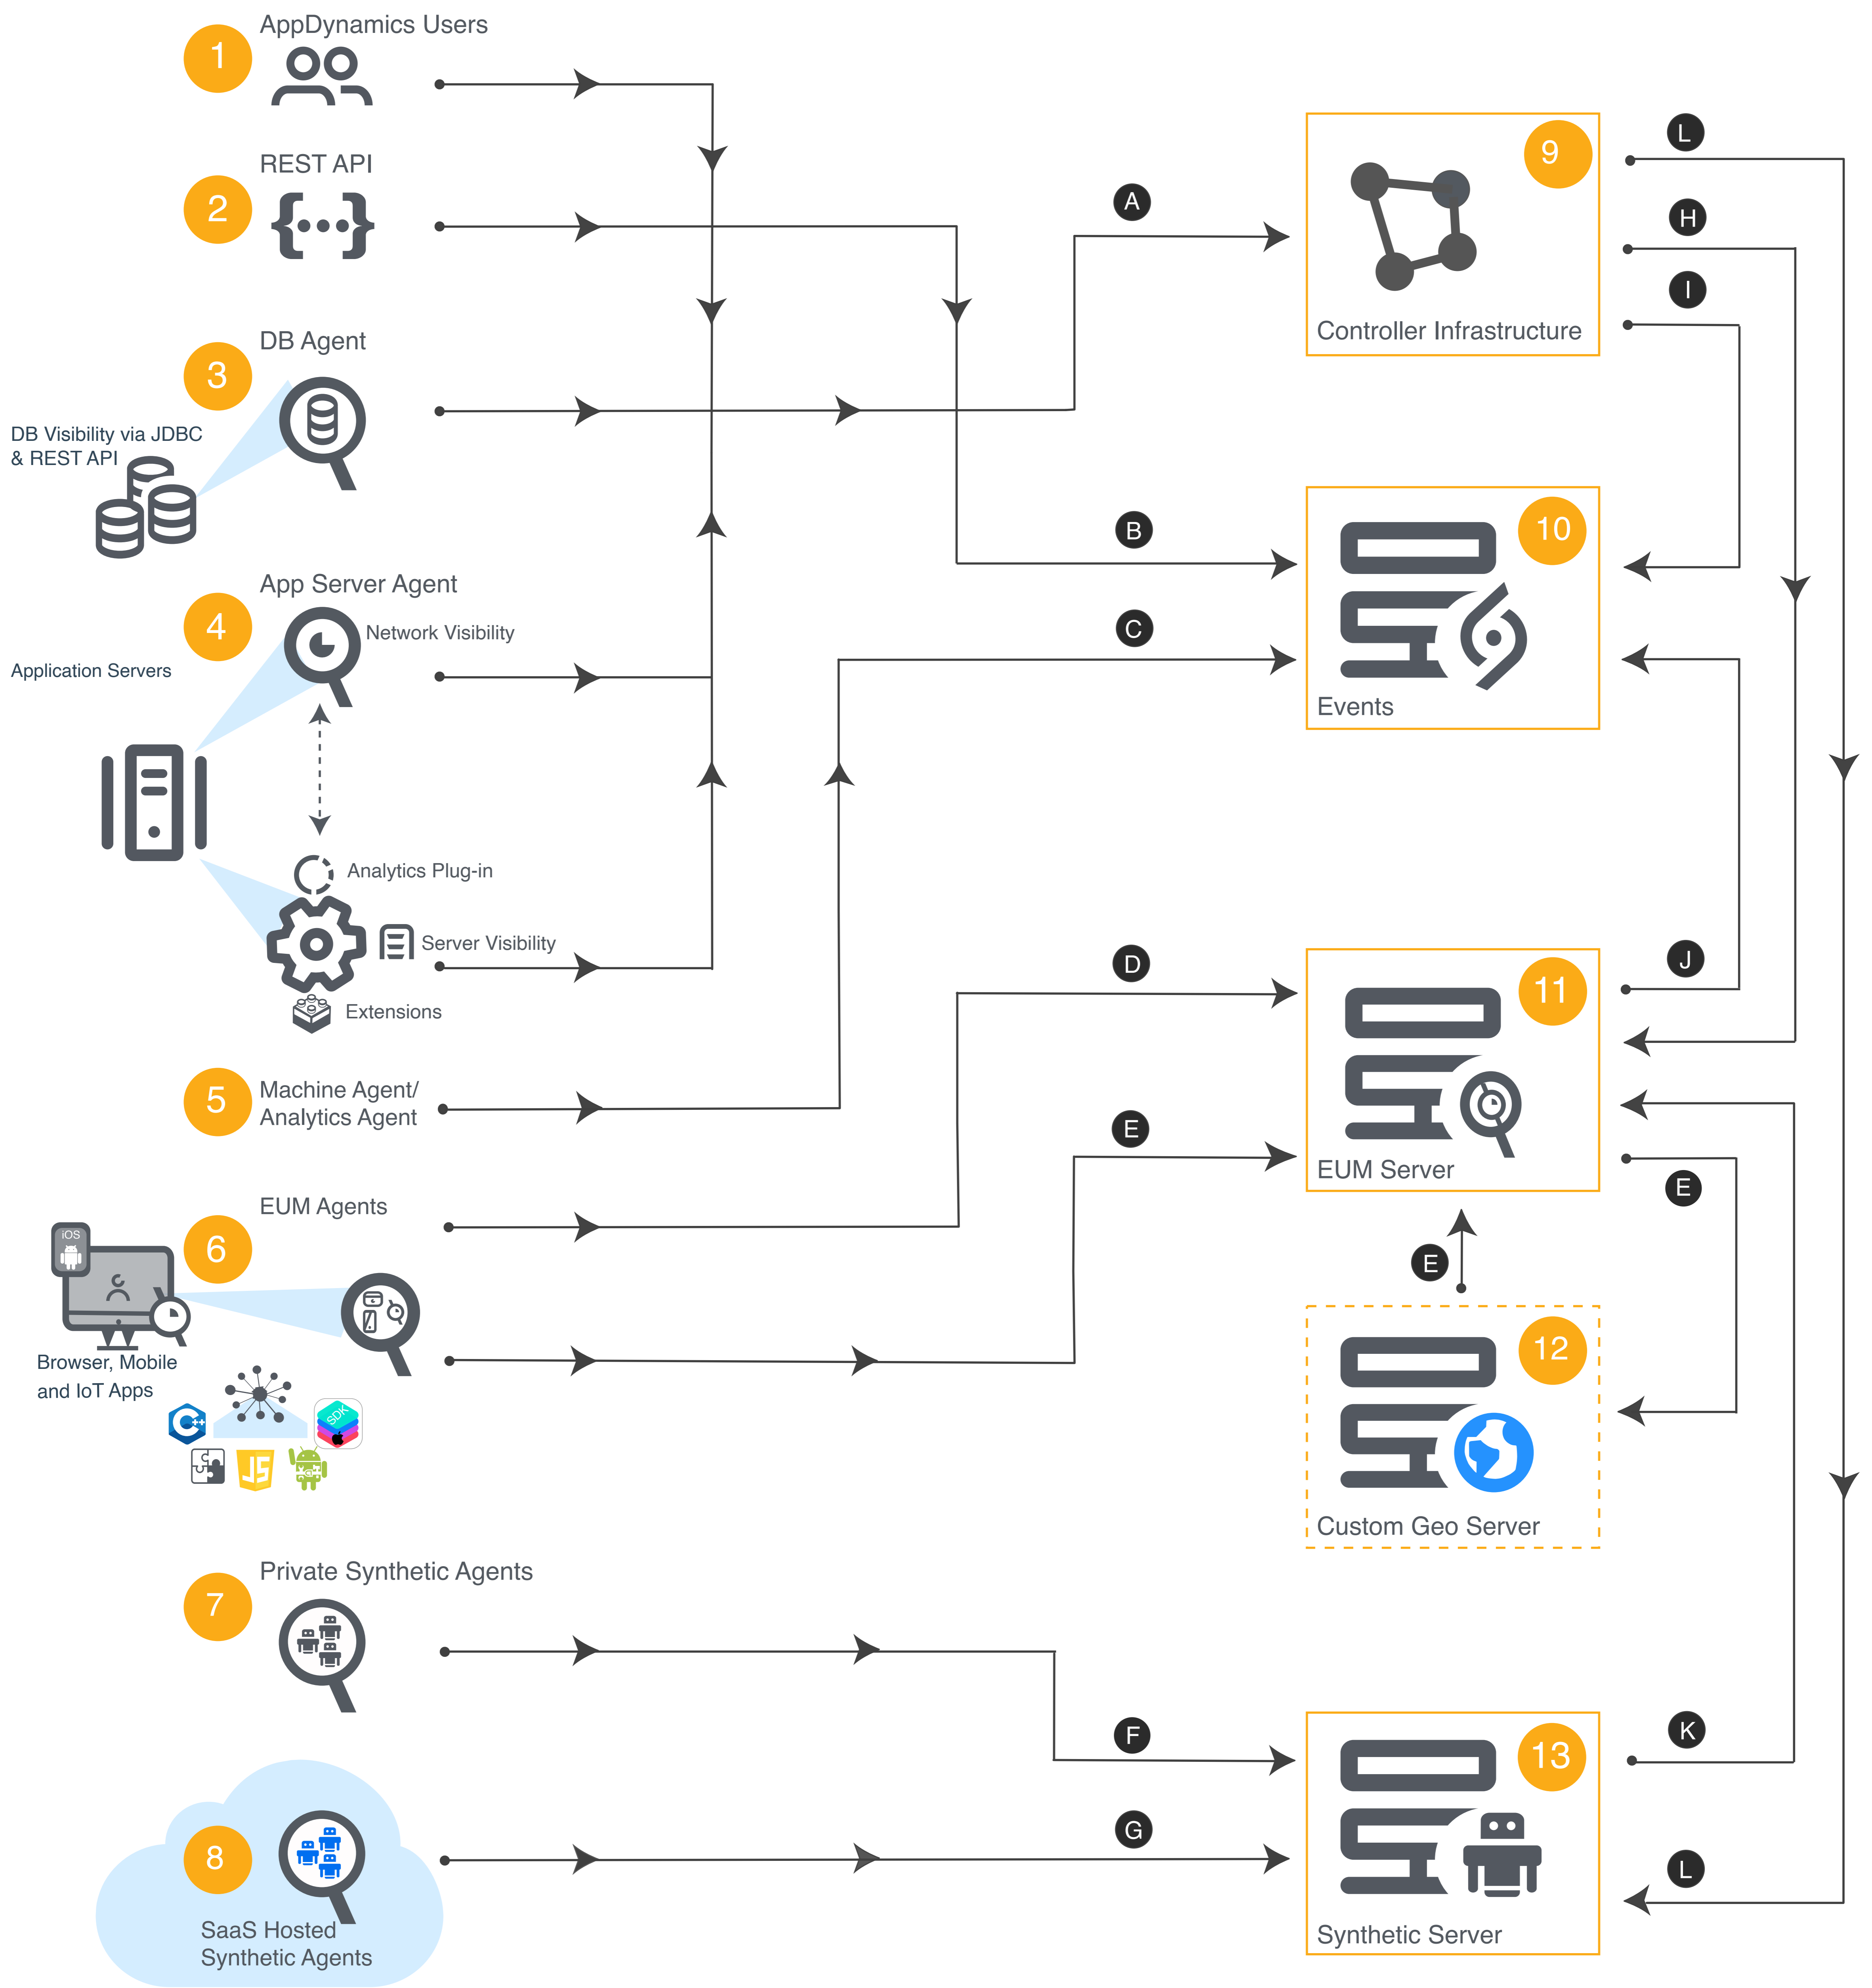 AppDynamics Users
1
L
REST API
9
2
A
H
I
Controller Infrastructure
DB Agent
3
DB Visibility via JDBC
& REST API
B
10
App Server Agent
4
Network Visibility
C
Application Servers
Events
Analytics Plug-in
Server Visibility
D
J
11
Extensions
Machine Agent/
Analytics Agent
5
E
EUM Server
E
EUM Agents
iOS
6
E
12
Browser, Mobile
and IoT Apps
C++
SDK
JS
Custom Geo Server
Private Synthetic Agents
7
F
K
13
G
8
L
SaaS Hosted
Synthetic Agents
Synthetic Server